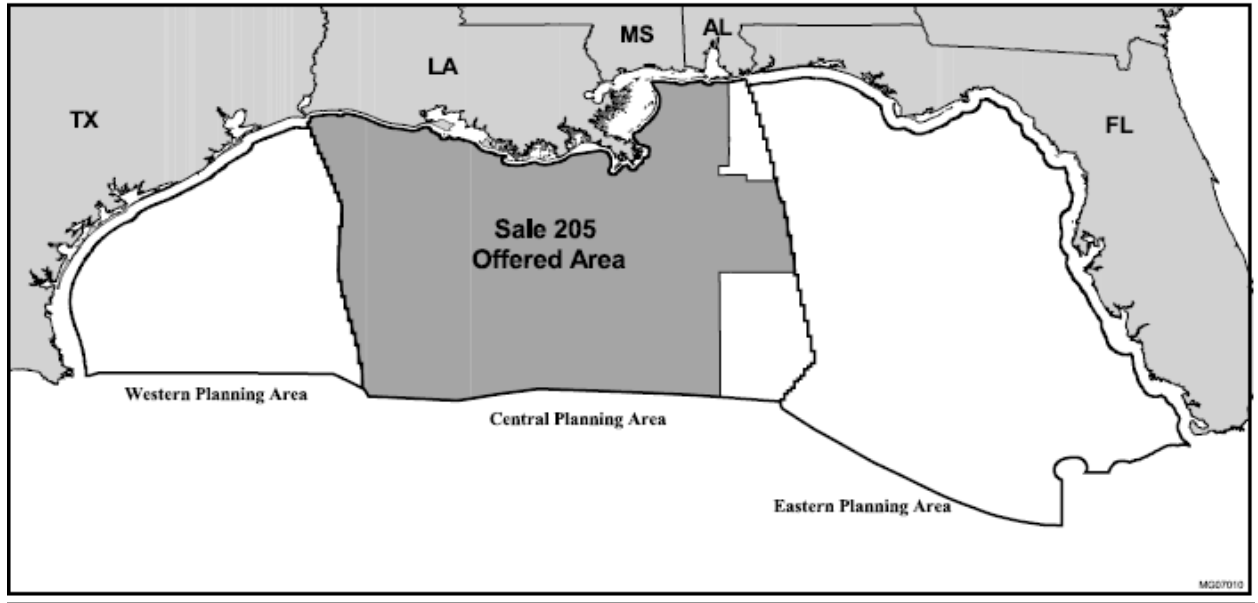 MS
AL
LA
TX
FL
Sale 205
Offered Area
Western Planning Area
Central Planning Area
Eastern Planning Area
MG07010